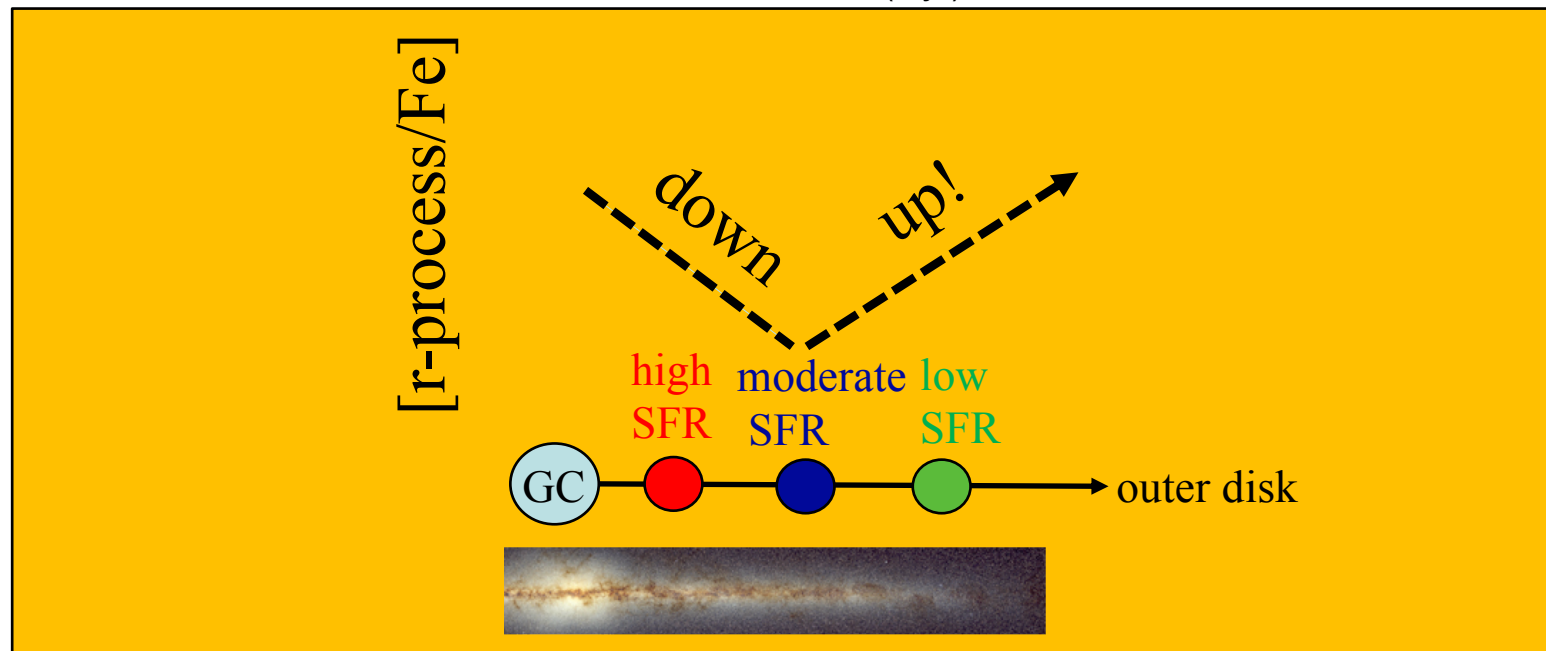 [r-process/Fe]
down
up!
high
SFR
moderate
SFR
low
SFR
GC
outer disk